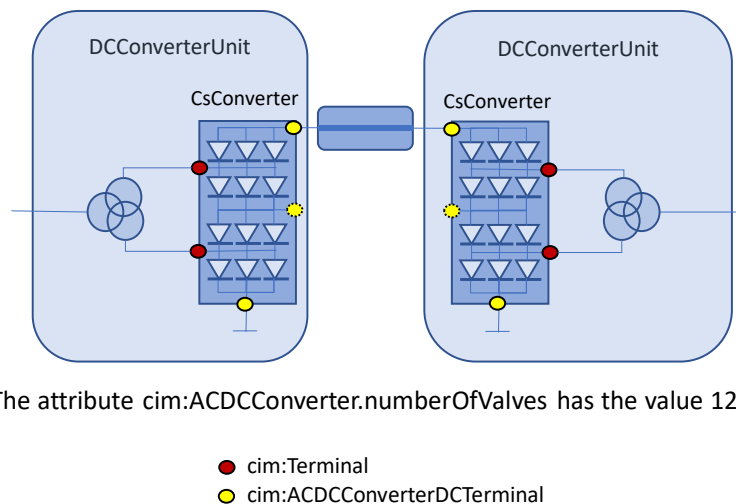 DCConverterUnit
DCConverterUnit
CsConverter
CsConverter
The attribute cim:ACDCConverter.numberOfValves has the value 12
cim:Terminal
cim:ACDCConverterDCTerminal